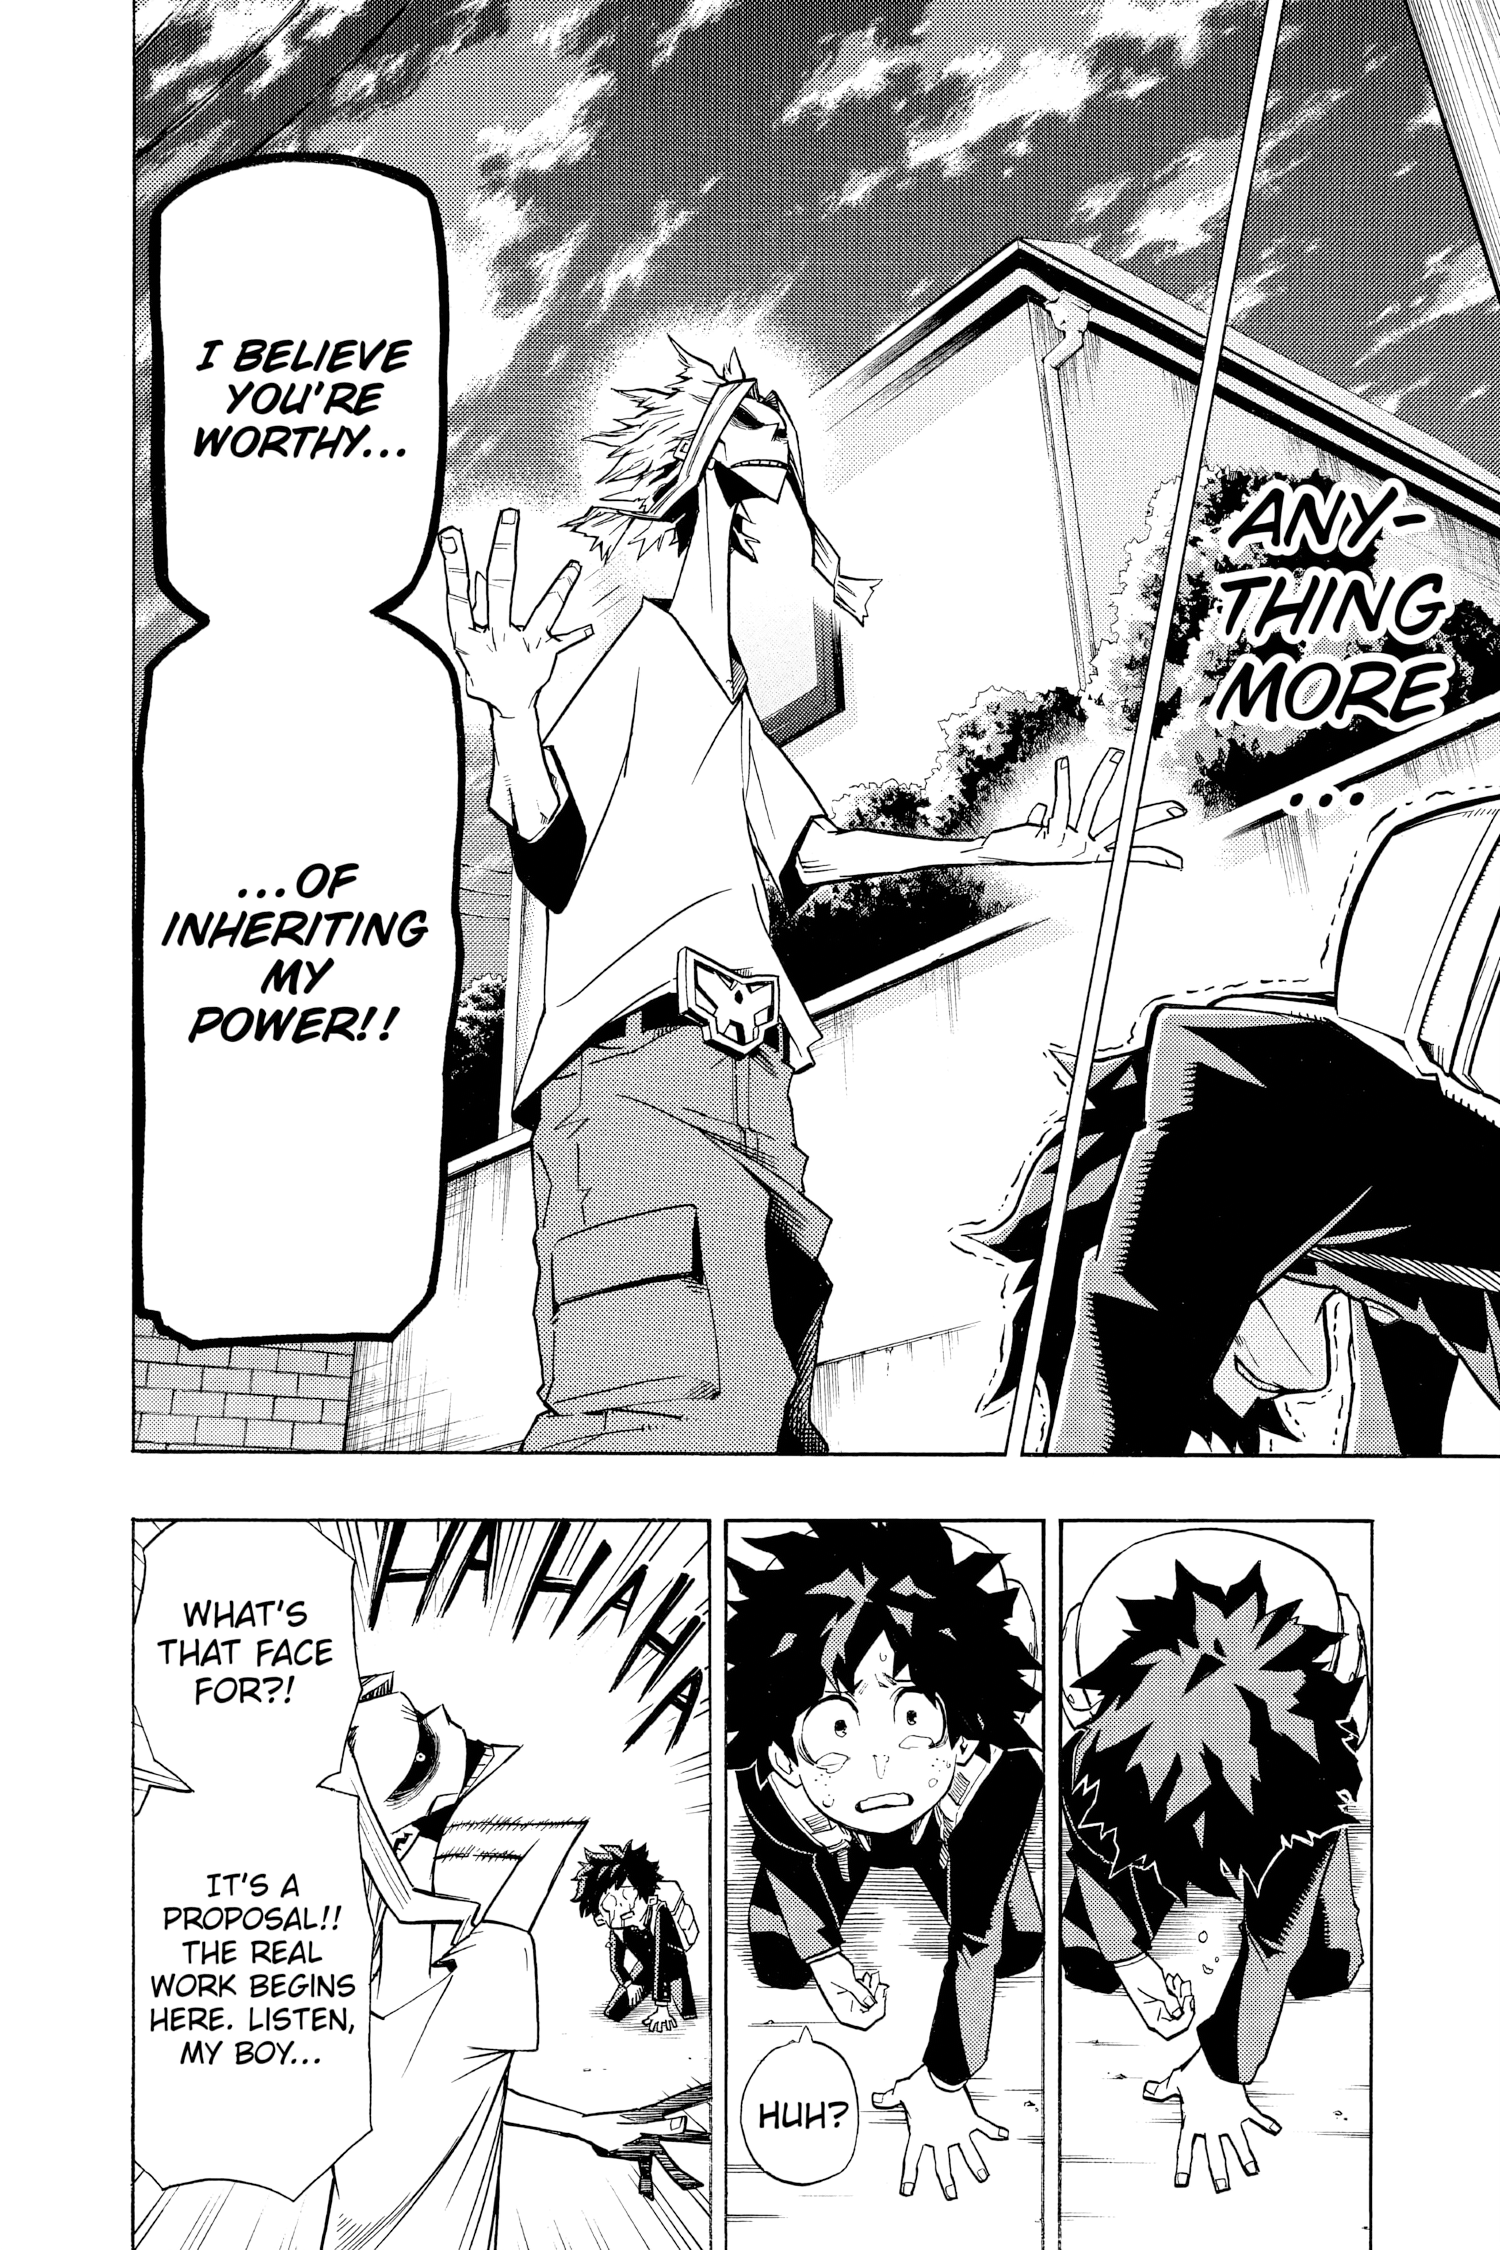 ANY-
THING
MORE
...
I BELIEVE
YOU'RE
WORTHY...
...OF
INHERITING
MY
POWER!!
HUH?
HAHAHAHA
WHAT'S
THAT FACE
FOR?!
IT'S A
PROPOSAL!!
THE REAL
WORK BEGINS
HERE. LISTEN,
MY BOY...